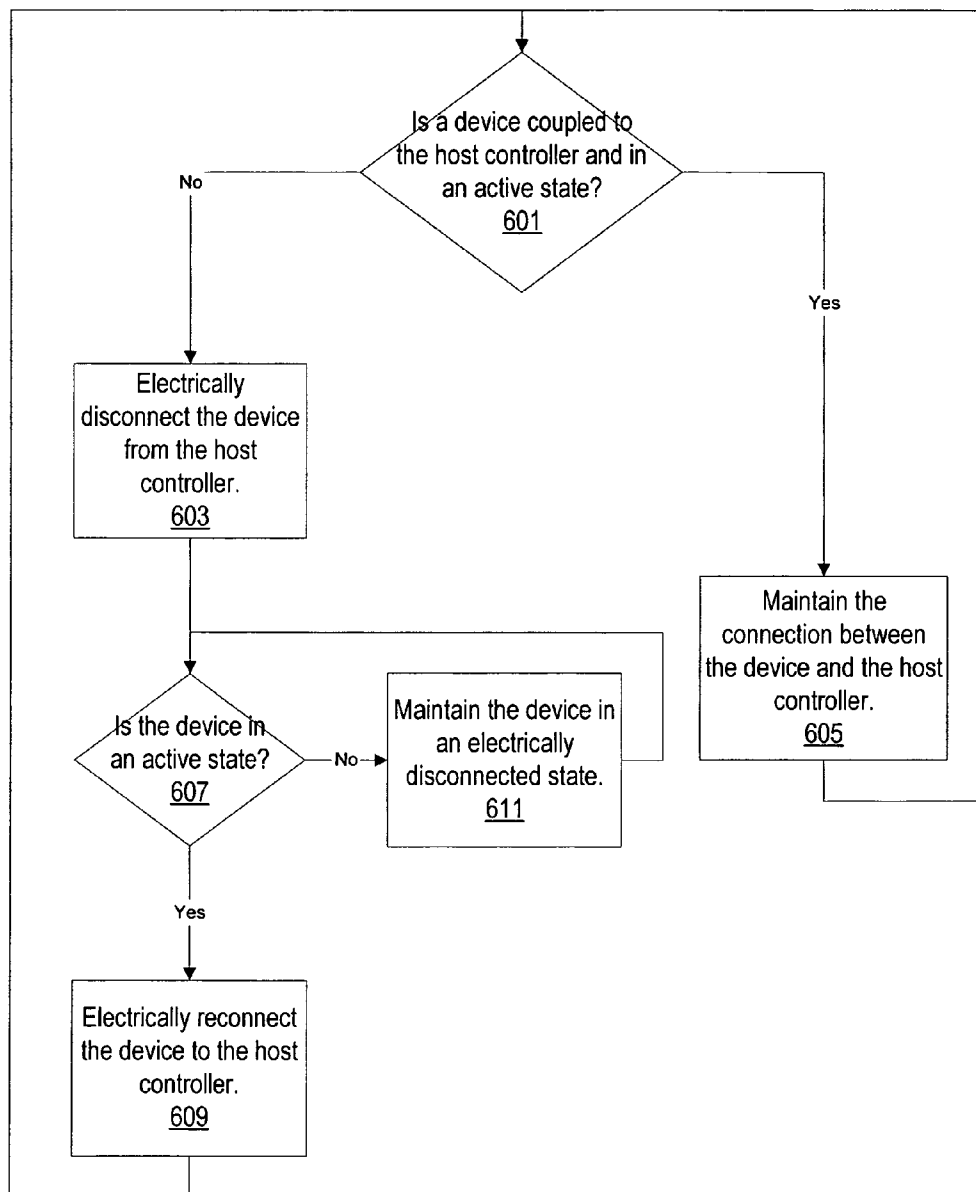 Is a device coupled to
the host controller and in
an active state?
601
No
Yes
Electrically
disconnect the device
from the host
controller.
603
Maintain the
connection between
the device and the host
controller.
605
Is the device in
an active state?
607
No
Maintain the device in
an electrically
disconnected state.
611
Yes
Electrically reconnect
the device to the host
controller.
609